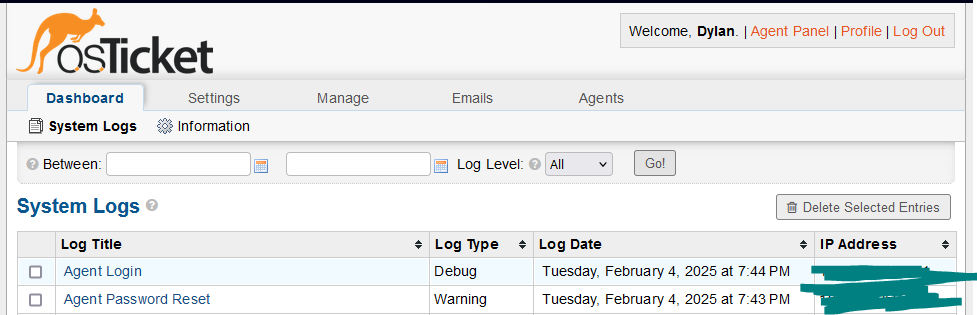 osTicket
Welcome, Dylan. | Agent Panel | Profile | Log Out
Dashboard Settings Manage Emails Agents
System Logs Information
Between: Log Level: All Go!
System Logs
Delete Selected Entries
Log Title Log Type Log Date IP Address
Agent Login Debug Tuesday, February 4, 2025 at 7:44 PM
Agent Password Reset Warning Tuesday, February 4, 2025 at 7:43 PM